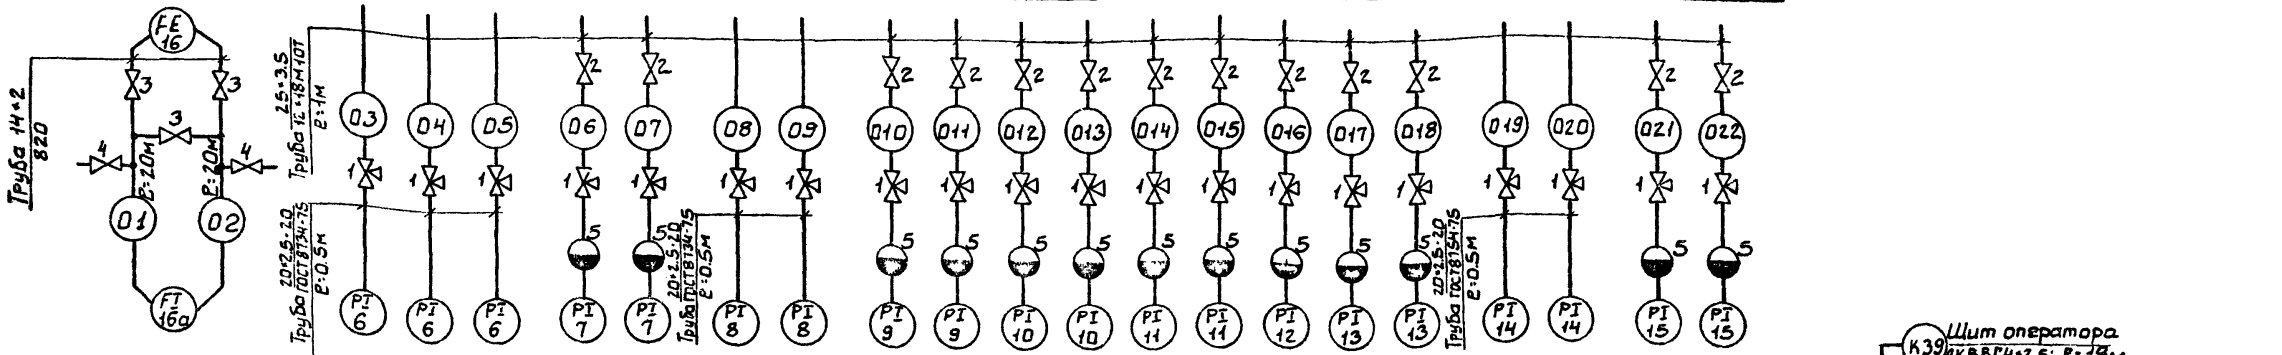 FE 16
Труба 14×2
820
3 3
3
4 4
ℓ=20м ℓ=20м
01 02
FT 16а
25×3.5
Труба 12×18М10Т
ℓ=1м
20×2.5×20
Труба ГОСТ8734-75
ℓ=0.5м
2 2 2 2 2 2 2 2 2 2 2 2 2
03 04 05 06 07 08 09 010 011 012 013 014 015 016 017 018 019 020 021 022
1 1 1 1 1 1 1 1 1 1 1 1 1 1 1 1 1 1 1 1
20×2.5×20
Труба ГОСТ8734-75
ℓ=0.5м
20×2.5×20
Труба ГОСТ8154-75
ℓ=0.5м
5 5 5 5 5 5 5 5 5 5 5 5 5
PI 6 PI 6 PI 6 PI 7 PI 7 PI 8 PI 8 PI 9 PI 9 PI 10 PI 10 PI 11 PI 11 PI 12 PI 13 PI 13 PI 14 PI 14 PI 15 PI 15
К39 Щит оператора